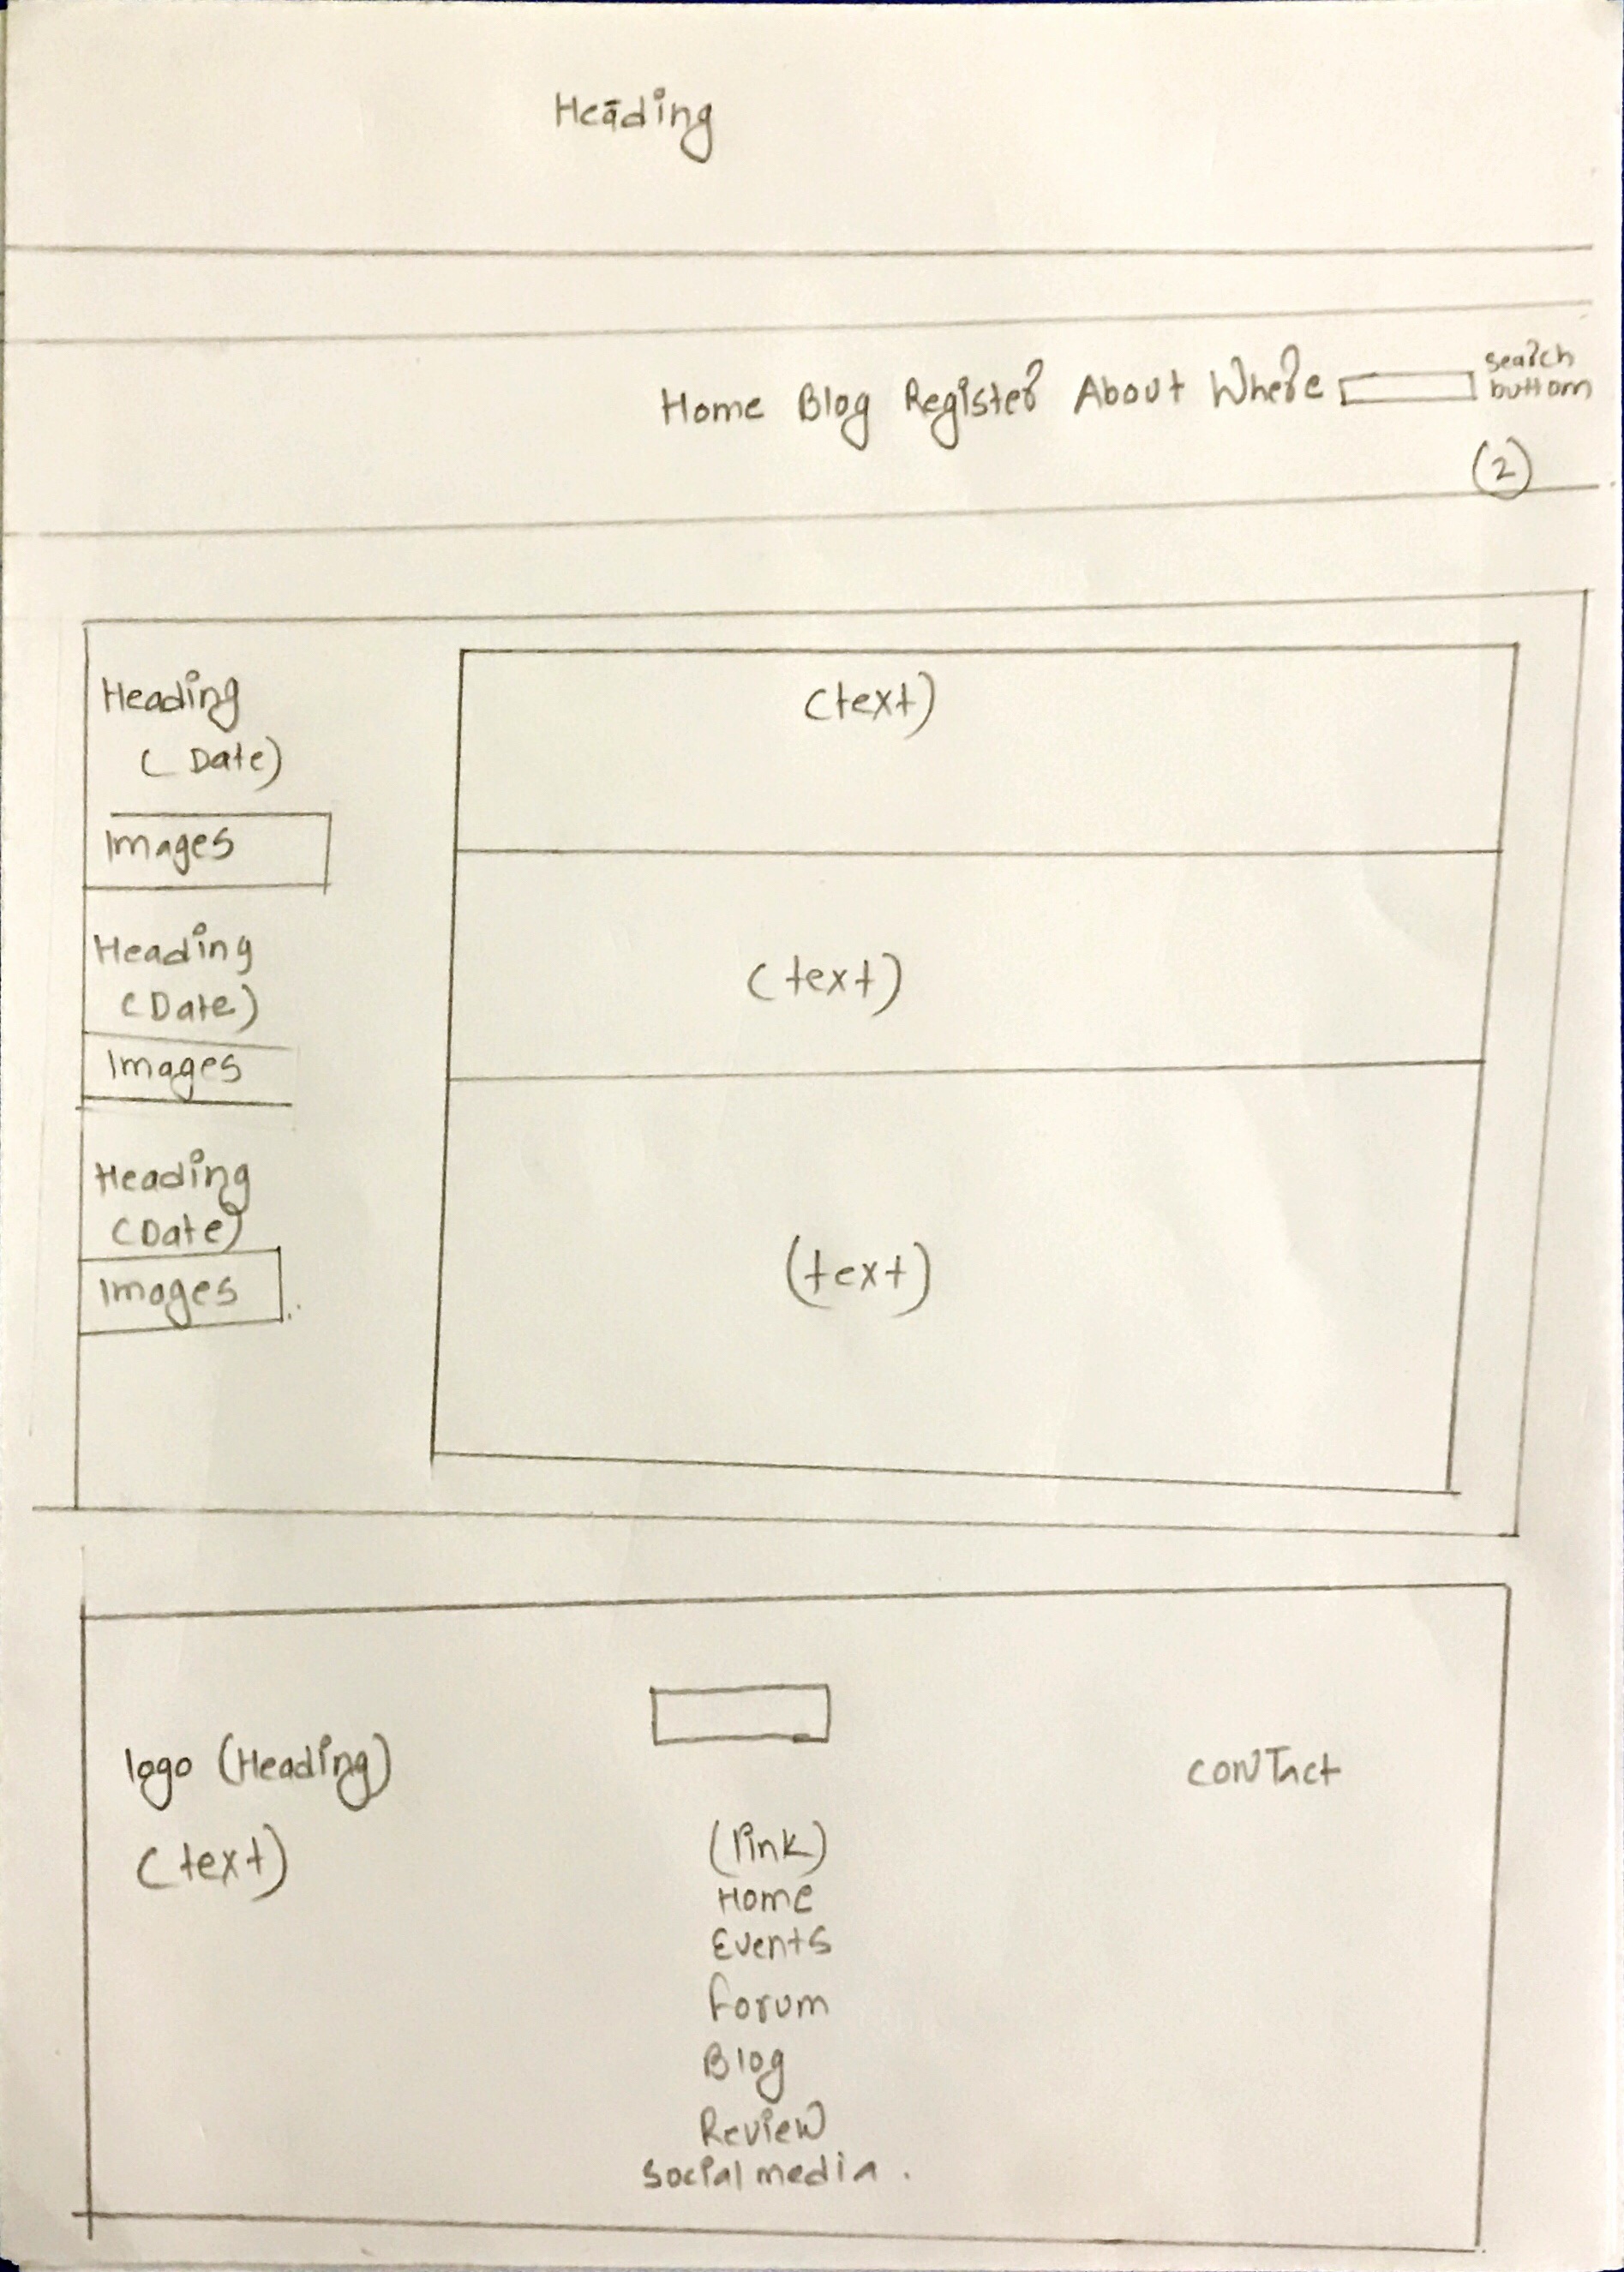 Heading
Home Blog Register About Where
search
buttom
(2)
Heading
( Date)
Images
(text)
Heading
(Date)
Images
(text)
Heading
(Date)
Images
(text)
logo (Heading)
(text)
(link)
Home
Events
Forum
Blog
Review
Social media.
Contact